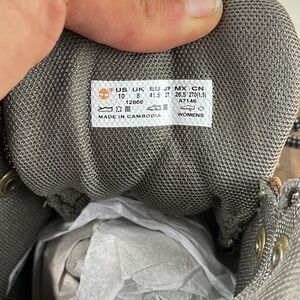 US UK EU JP MX CN
10 8 41.5 27 26.5 270(1.5)
12668 A7146
MADE IN CAMBODIA WOMENS